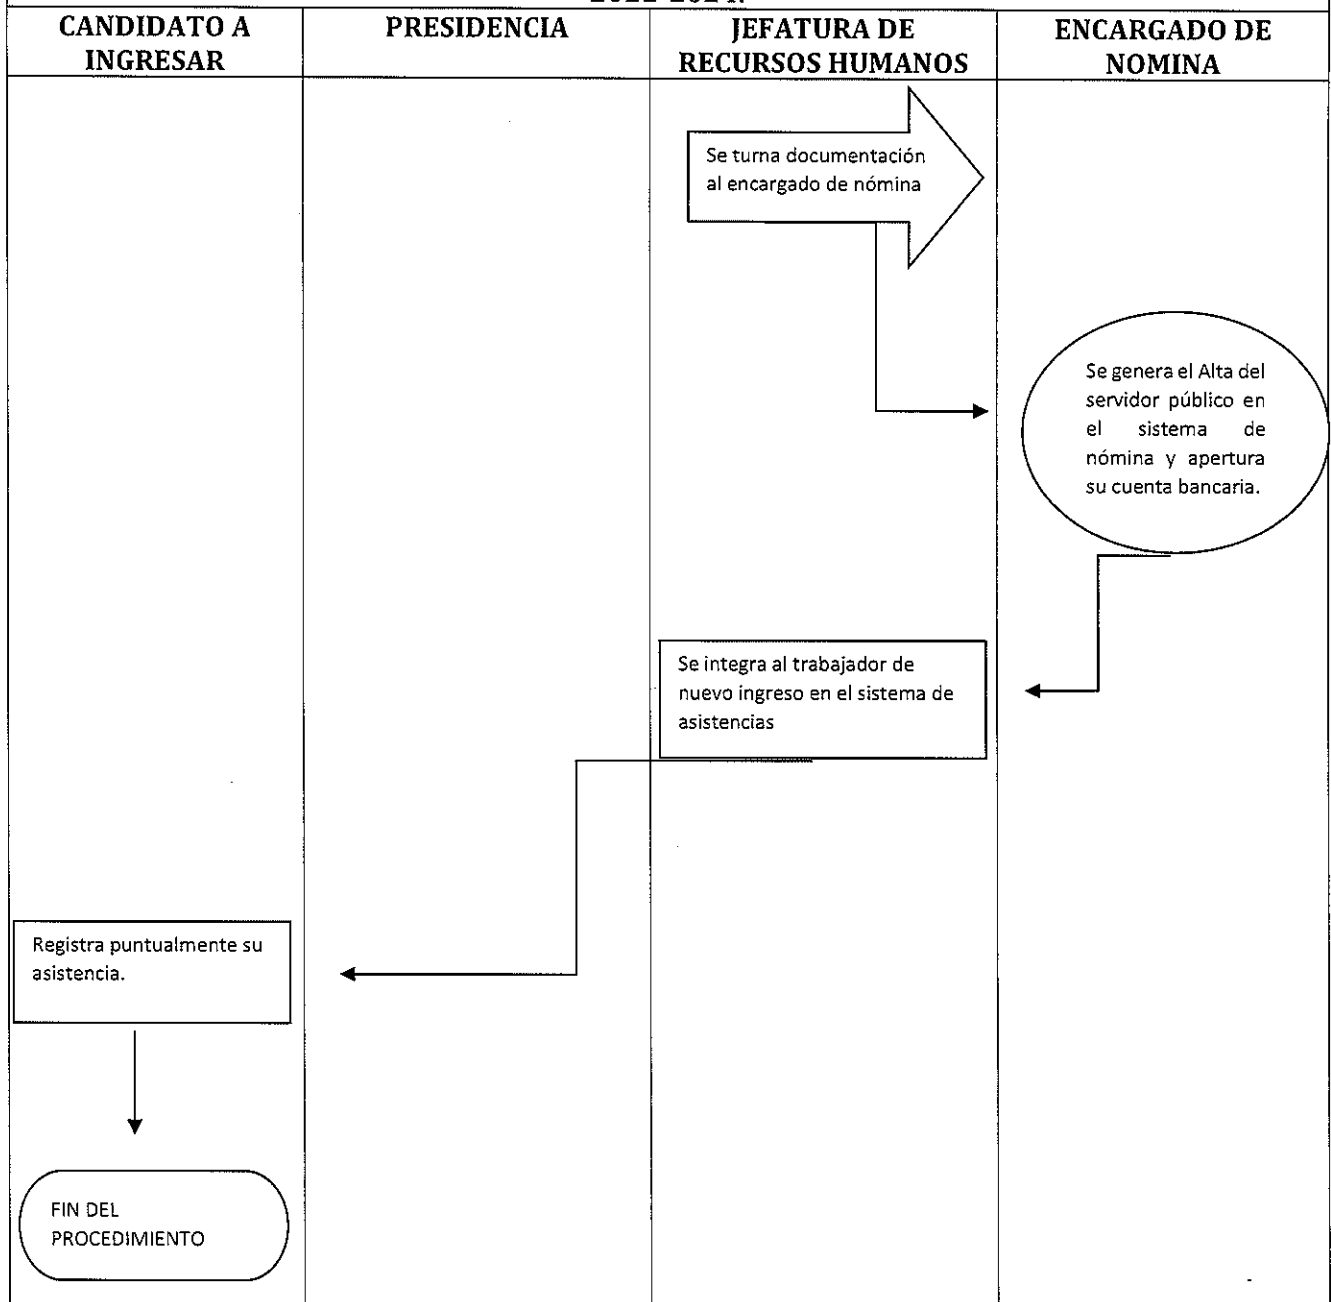 CANDIDATO A
INGRESAR
PRESIDENCIA
JEFATURA DE
RECURSOS HUMANOS
ENCARGADO DE
NOMINA
Se turna documentación
al encargado de nómina
Se genera el Alta del
servidor público en
el sistema de
nómina y apertura
su cuenta bancaria.
Se integra al trabajador de
nuevo ingreso en el sistema de
asistencias
Registra puntualmente su
asistencia.
FIN DEL
PROCEDIMIENTO